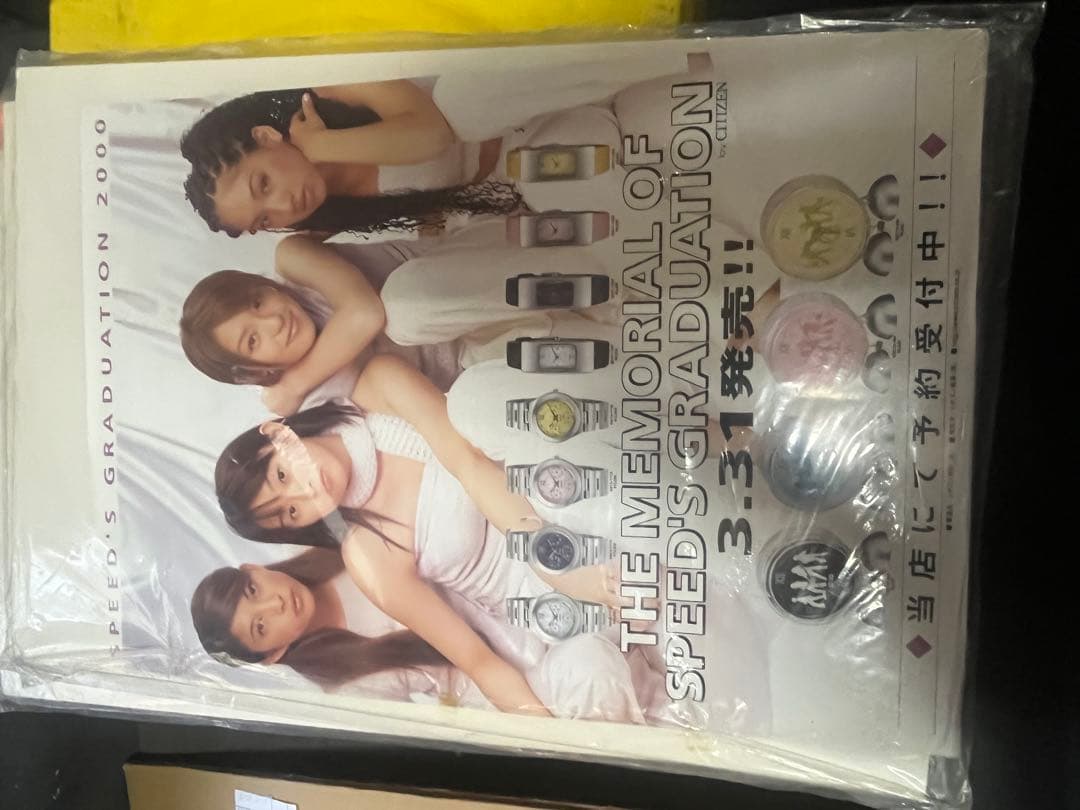 SPEED'S GRADUATION 2000
THE MEMORIAL OF
SPEED'S GRADUATION
by CITIZEN
3.31発売!!
◆当店にて予約受付中!!◆